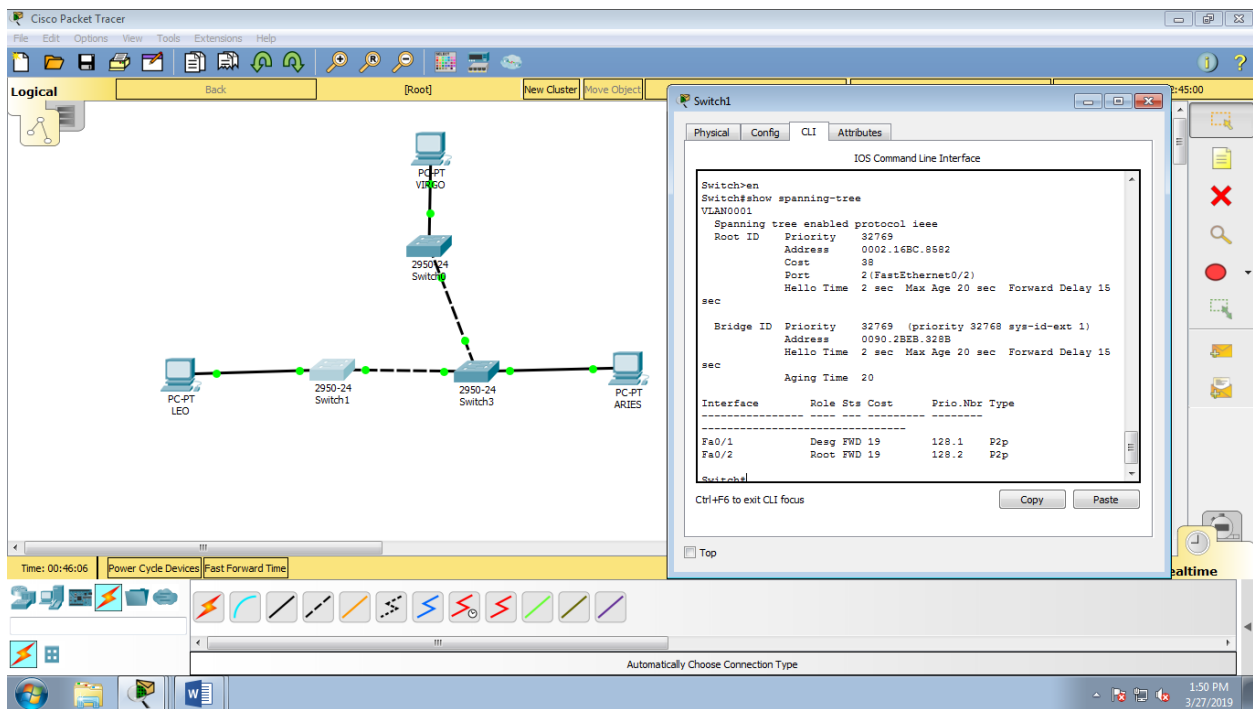 Cisco Packet Tracer
File Edit Options View Tools Extensions Help
Logical
Back
[Root]
New Cluster
Move Object
2:45:00
PC-PT
VIRGO
2950-24
Switch0
PC-PT
LEO
2950-24
Switch1
2950-24
Switch3
PC-PT
ARIES
Switch1
Physical Config CLI Attributes
IOS Command Line Interface
Switch>en
Switch#show spanning-tree
VLAN0001
Spanning tree enabled protocol ieee
Root ID Priority 32769
Address 0002.16BC.8582
Cost 38
Port 2(FastEthernet0/2)
Hello Time 2 sec Max Age 20 sec Forward Delay 15
sec
Bridge ID Priority 32769 (priority 32768 sys-id-ext 1)
Address 0090.2BEB.328B
Hello Time 2 sec Max Age 20 sec Forward Delay 15
sec
Aging Time 20
Interface Role Sts Cost Prio.Nbr Type
---------------- ---- --- --------- --------
--------------------------------
Fa0/1 Desg FWD 19 128.1 P2p
Fa0/2 Root FWD 19 128.2 P2p
Switch#
Ctrl+F6 to exit CLI focus
Copy
Paste
Top
Time: 00:46:06
Power Cycle Devices
Fast Forward Time
ealtime
Automatically Choose Connection Type
1:50 PM
3/27/2019